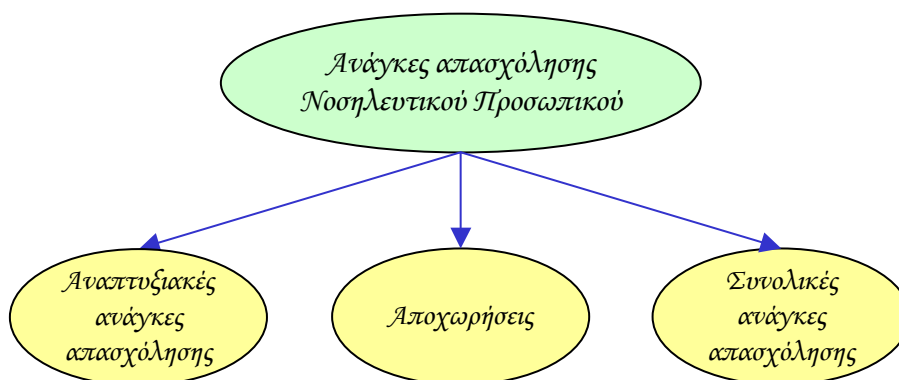 Ανάγκες απασχόλησης
Νοσηλευτικού Προσωπικού
Αναπτυξιακές
ανάγκες
απασχόλησης
Αποχωρήσεις
Συνολικές
ανάγκες
απασχόλησης